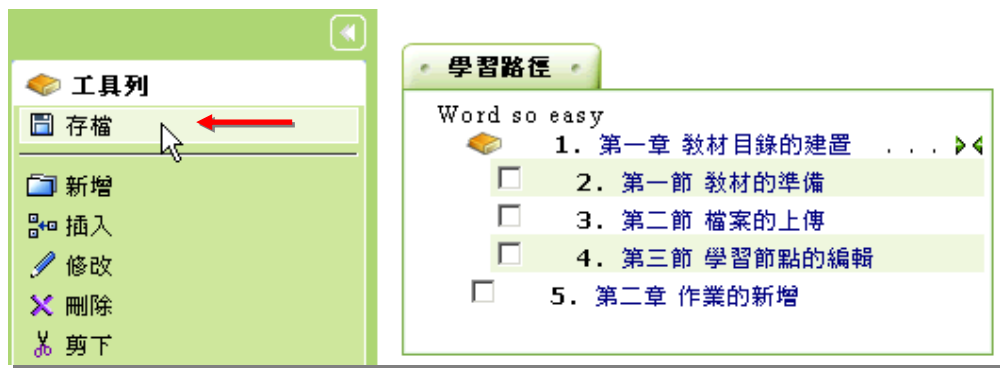 工具列
存檔
新增
插入
修改
刪除
剪下
學習路徑
Word so easy
1. 第一章 教材目錄的建置 . . .
2. 第一節 教材的準備
3. 第二節 檔案的上傳
4. 第三節 學習節點的編輯
5. 第二章 作業的新增